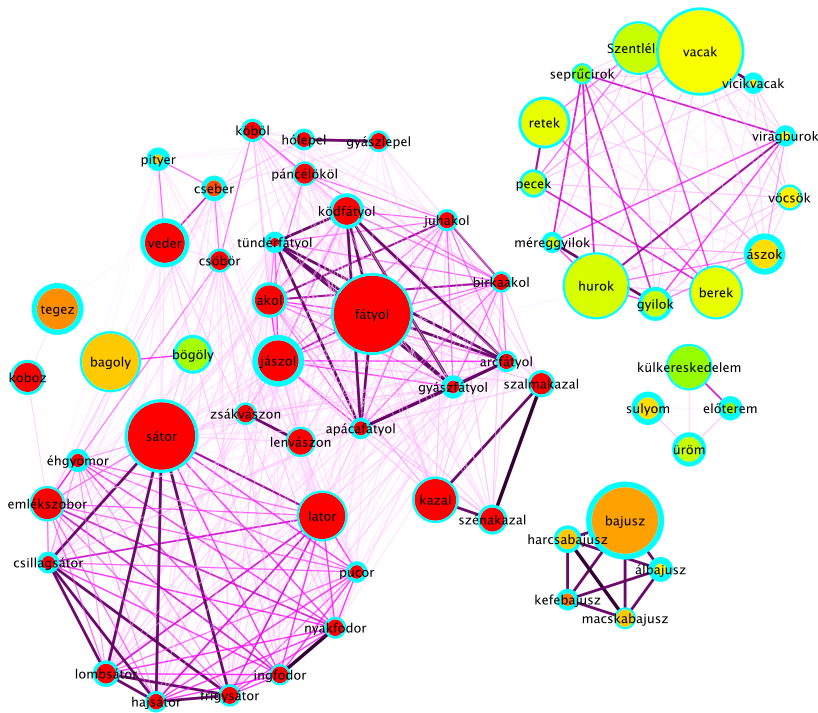 Szentlél
vacak
seprűcirok
vicikvacak
retek
virágburok
köböl
hólepel
gyászlepel
pityer
páncélököl
cseber
pecek
vöcsök
ködfátyol
juhakol
veder
tündérfátyol
méreggyilok
ászok
csöbör
birkaakol
hurok
berek
akol
gyilok
tegez
fátyol
bagoly
bögöly
jászol
arcfátyol
külkereskedelem
koboz
gyászfátyol
szalmakazal
zsákvászon
sulyom
előterem
apácafátyol
sátor
lenvászon
üröm
éhgyomor
emlékszobor
kazal
lator
szénakazal
bajusz
harcsabajusz
csillagsátor
pucor
álbajusz
kefebajusz
nyakfodor
macskabajusz
lombsátor
ingfodor
hajsátor
frigysátor